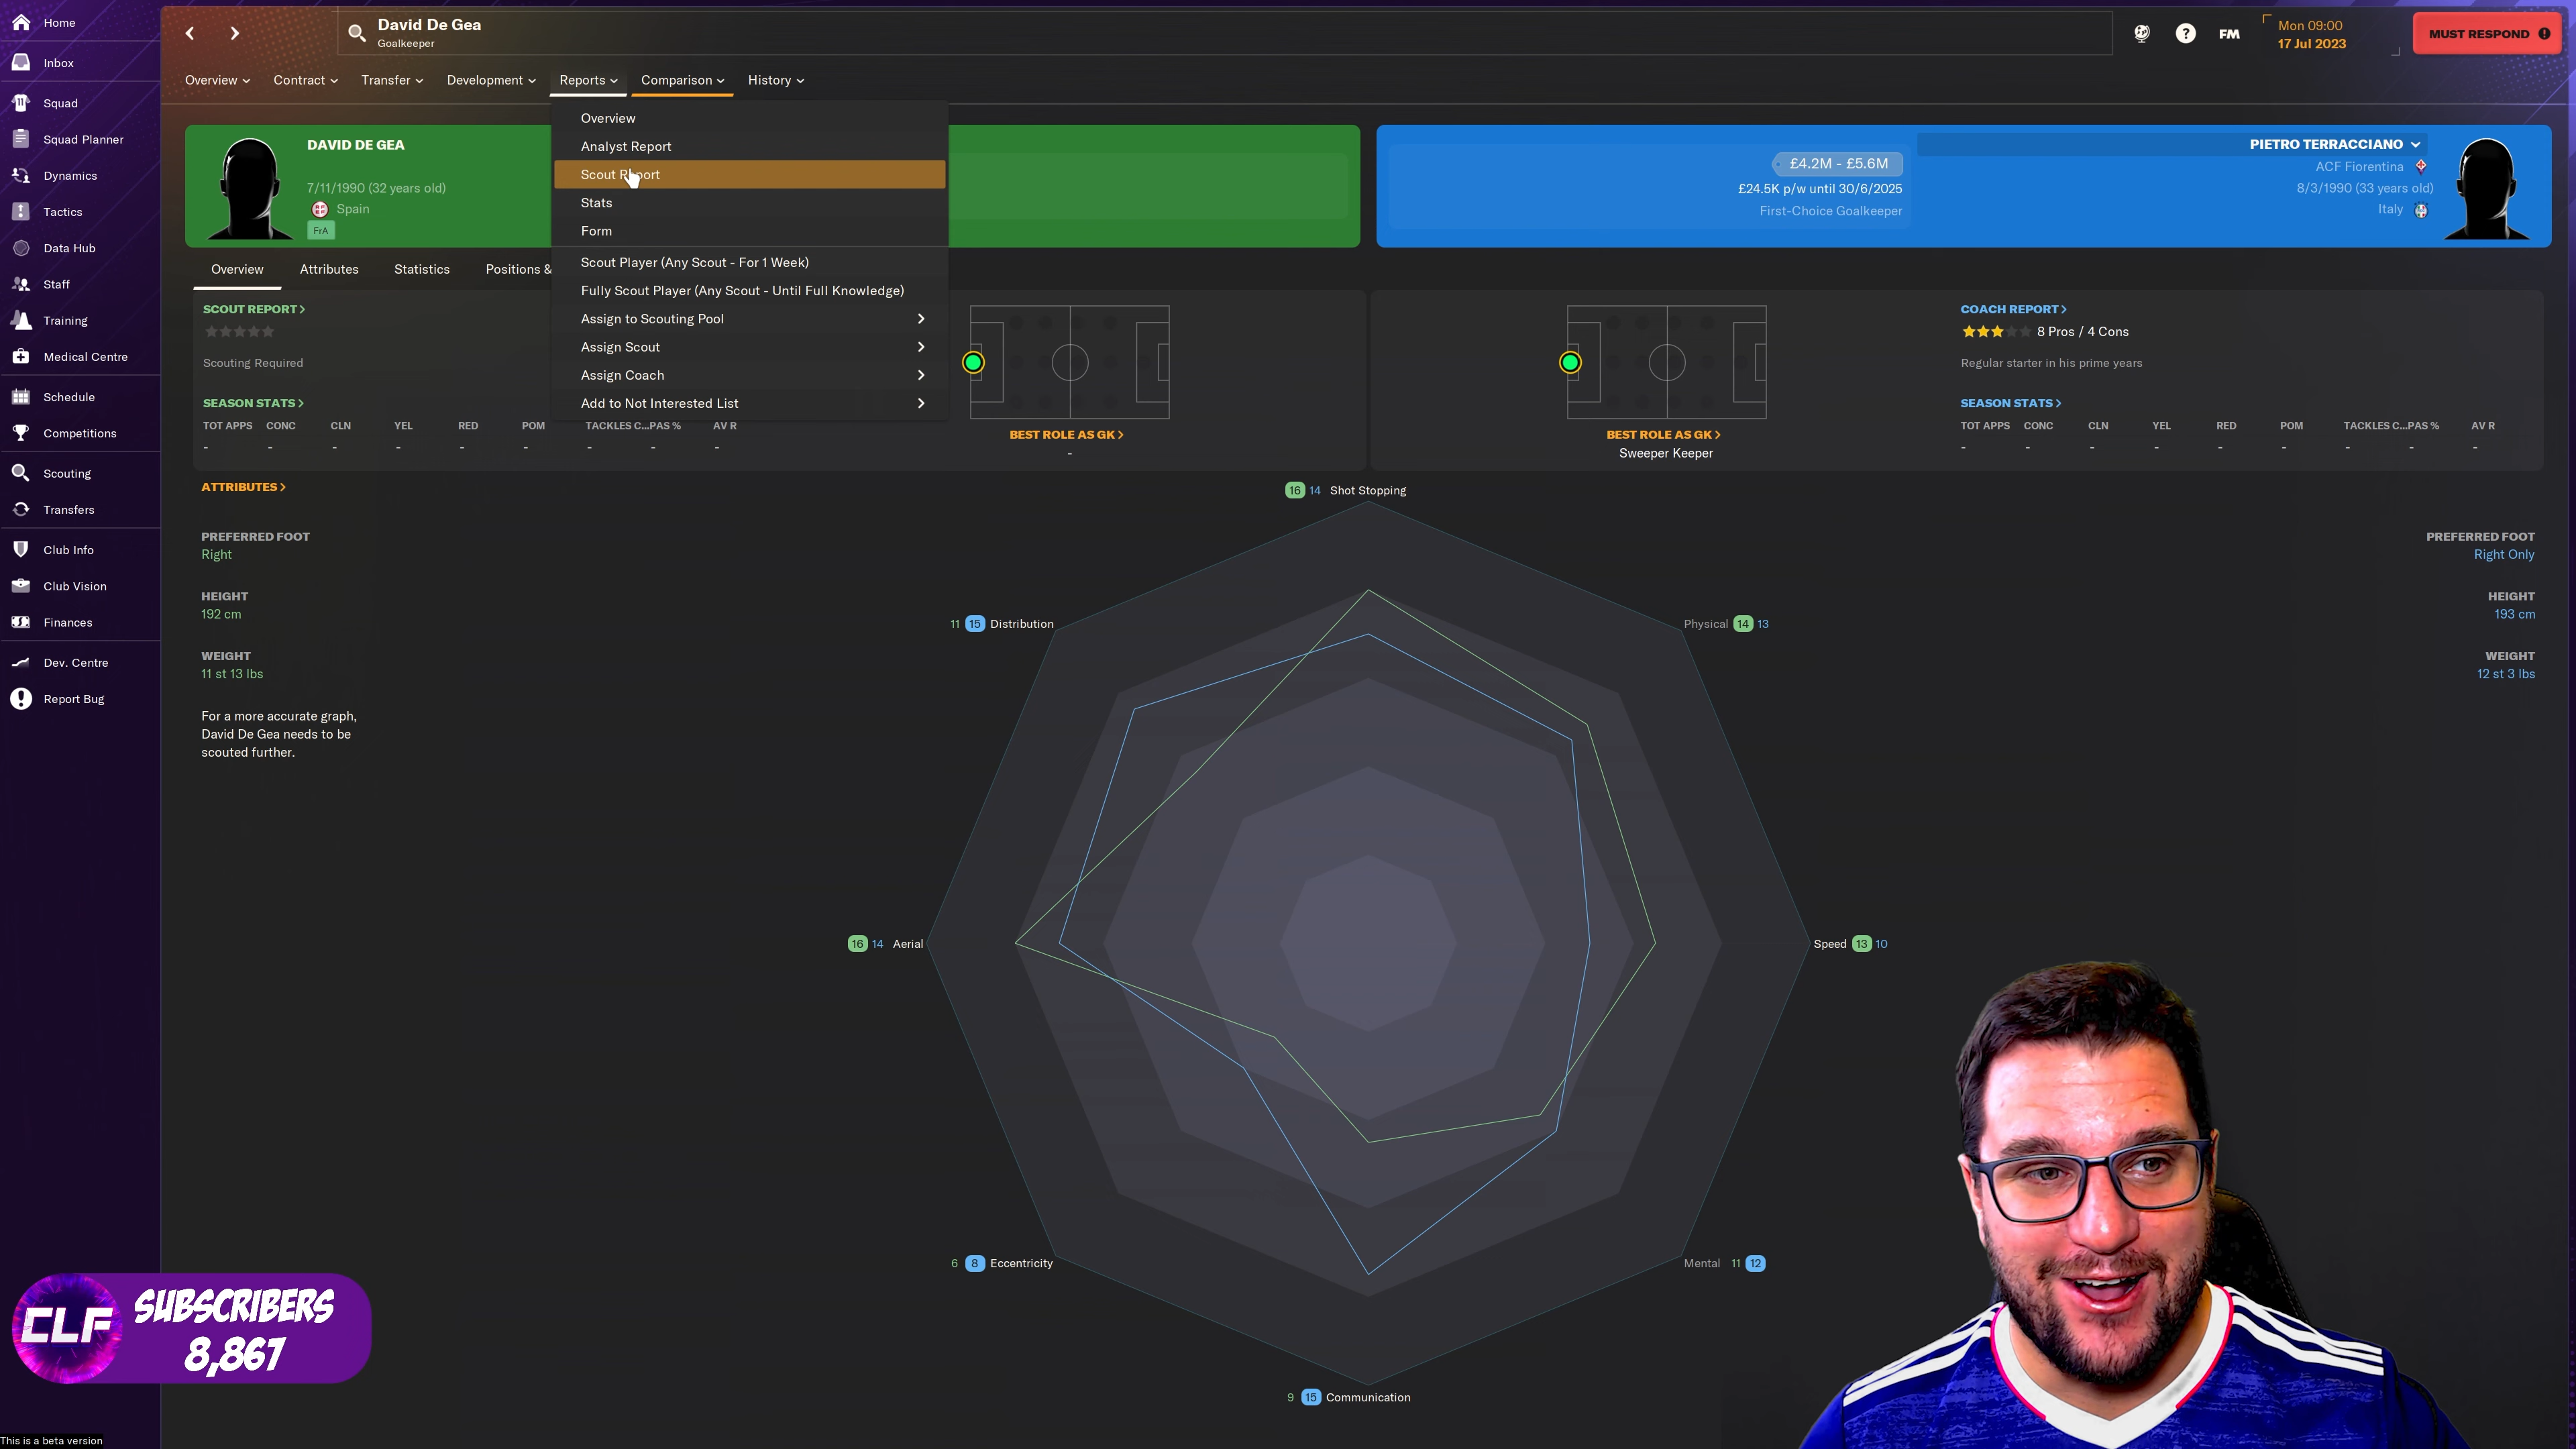 Home
Inbox
Squad
Squad Planner
Dynamics
Tactics
Data Hub
Staff
Training
Medical Centre
Schedule
Competitions
Scouting
Transfers
Club Info
Club Vision
Finances
Dev. Centre
Report Bug
David De Gea
Goalkeeper
? FM
Mon 09:00
17 Jul 2023
MUST RESPOND
Overview Contract Transfer Development Reports Comparison History
DAVID DE GEA
7/11/1990 (32 years old)
Spain
FrA
Overview
Analyst Report
Scout Report
Stats
Form
Scout Player (Any Scout - For 1 Week)
Fully Scout Player (Any Scout - Until Full Knowledge)
Assign to Scouting Pool
Assign Scout
Assign Coach
Add to Not Interested List
£4.2M - £5.6M
£24.5K p/w until 30/6/2025
First-Choice Goalkeeper
PIETRO TERRACCIANO
ACF Fiorentina
8/3/1990 (33 years old)
Italy
Overview Attributes Statistics Positions &
SCOUT REPORT
Scouting Required
SEASON STATS
TOT APPS CONC CLN YEL RED POM TACKLES C...PAS % AV R
- - - - - - - - -
BEST ROLE AS GK
-
BEST ROLE AS GK
Sweeper Keeper
COACH REPORT
8 Pros / 4 Cons
Regular starter in his prime years
SEASON STATS
TOT APPS CONC CLN YEL RED POM TACKLES C...PAS % AV R
- - - - - - - - -
ATTRIBUTES
PREFERRED FOOT
Right
HEIGHT
192 cm
WEIGHT
11 st 13 lbs
For a more accurate graph,
David De Gea needs to be
scouted further.
16 14 Shot Stopping
11 15 Distribution
Physical 14 13
16 14 Aerial
Speed 13 10
6 8 Eccentricity
Mental 11 12
9 15 Communication
PREFERRED FOOT
Right Only
HEIGHT
193 cm
WEIGHT
12 st 3 lbs
CLF
SUBSCRIBERS
8,867
This is a beta version